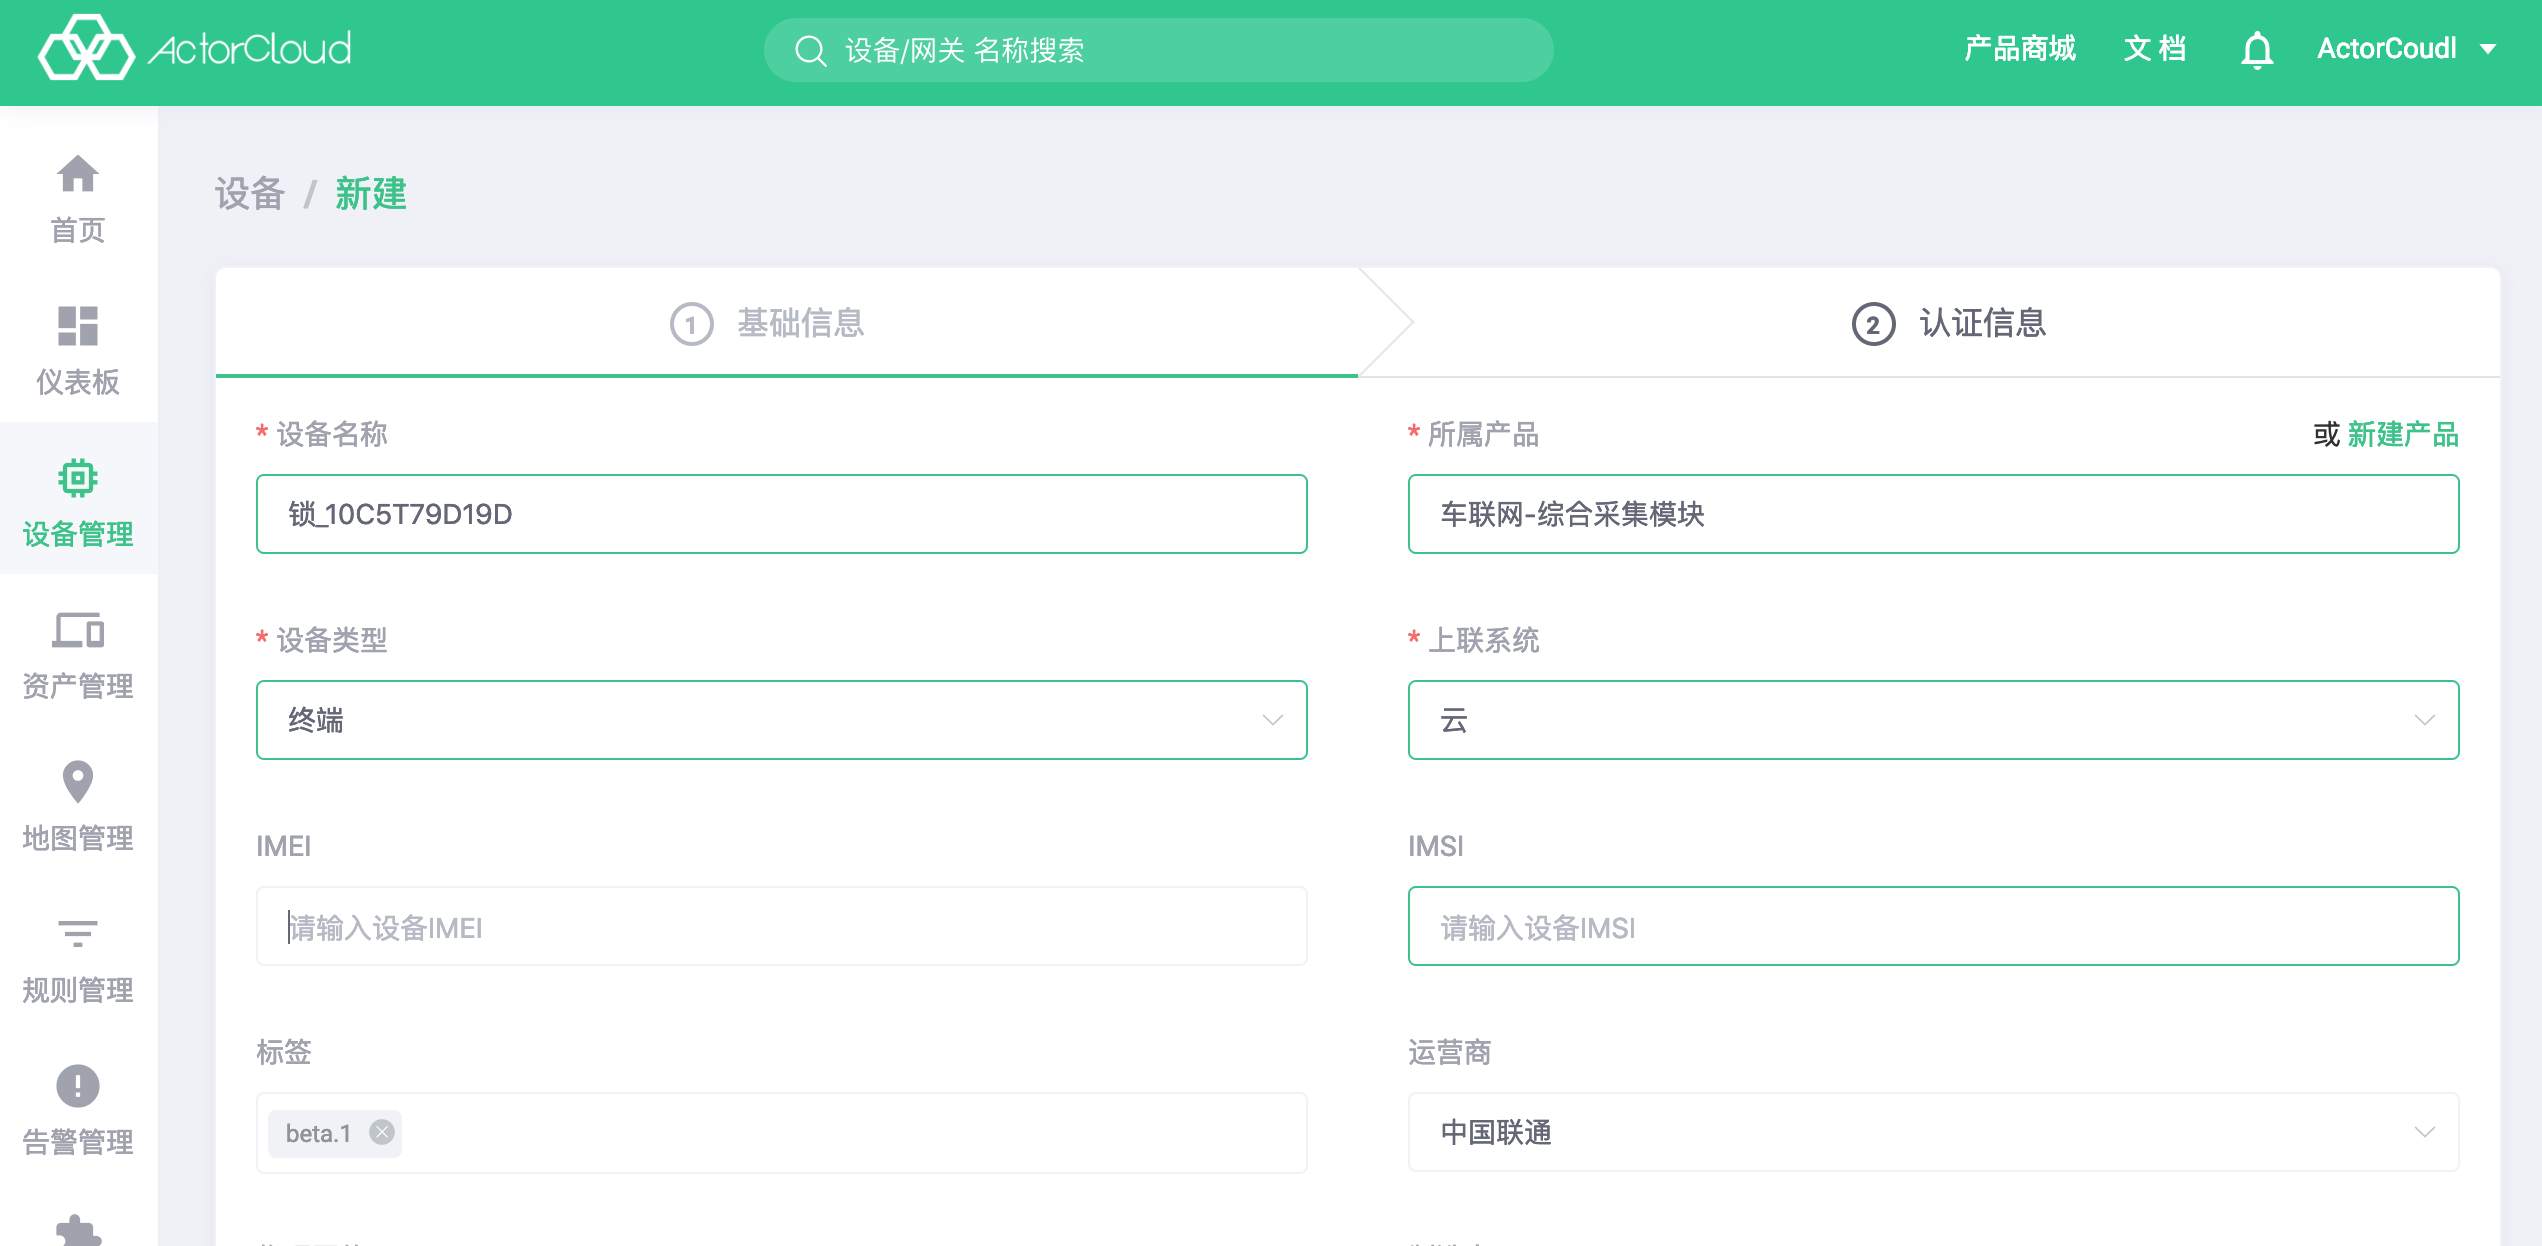 ActorCloud
设备/网关 名称搜索
产品商城
文 档
ActorCoudl
首页
仪表板
设备管理
资产管理
地图管理
规则管理
告警管理
设备 / 新建
1 基础信息
2 认证信息
* 设备名称
锁_10C5T79D19D
* 所属产品
或 新建产品
车联网-综合采集模块
* 设备类型
终端
* 上联系统
云
IMEI
请输入设备IMEI
IMSI
请输入设备IMSI
标签
beta.1
运营商
中国联通